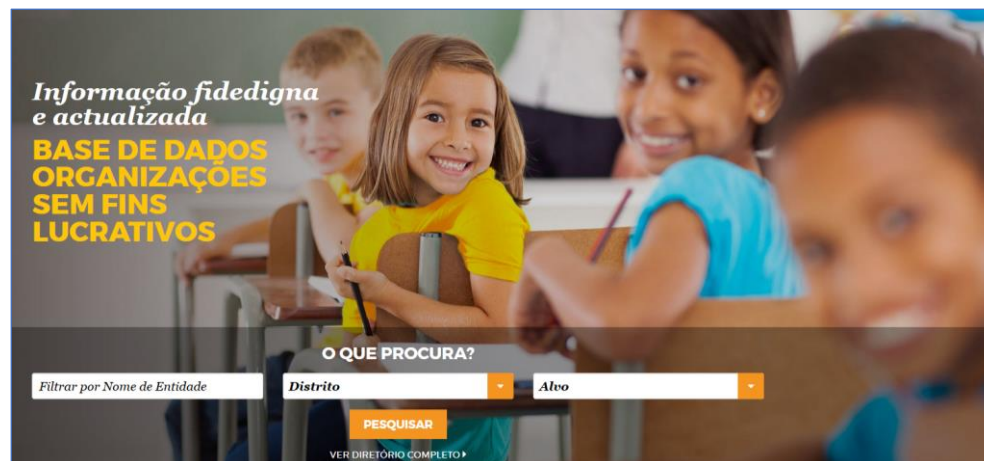 Informação fidedigna
e actualizada
BASE DE DADOS
ORGANIZAÇÕES
SEM FINS
LUCRATIVOS
O QUE PROCURA?
Filtrar por Nome de Entidade
Distrito
Alvo
PESQUISAR
VER DIRETÓRIO COMPLETO